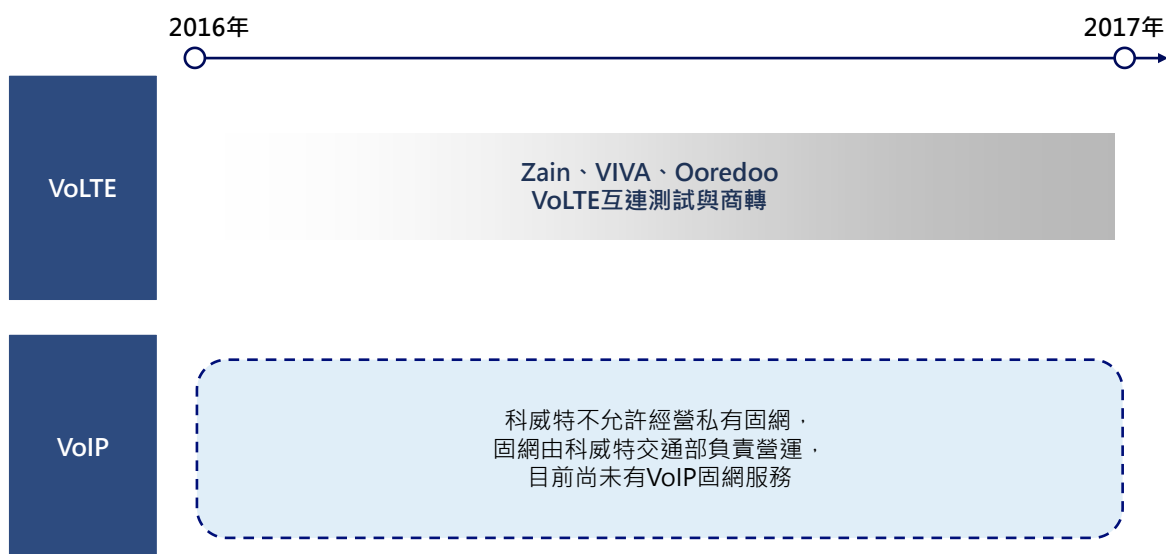 2016年
2017年
VoLTE
Zain、VIVA、Ooredoo
VoLTE互連測試與商轉
VoIP
科威特不允許經營私有固網，
固網由科威特交通部負責營運，
目前尚未有VoIP固網服務